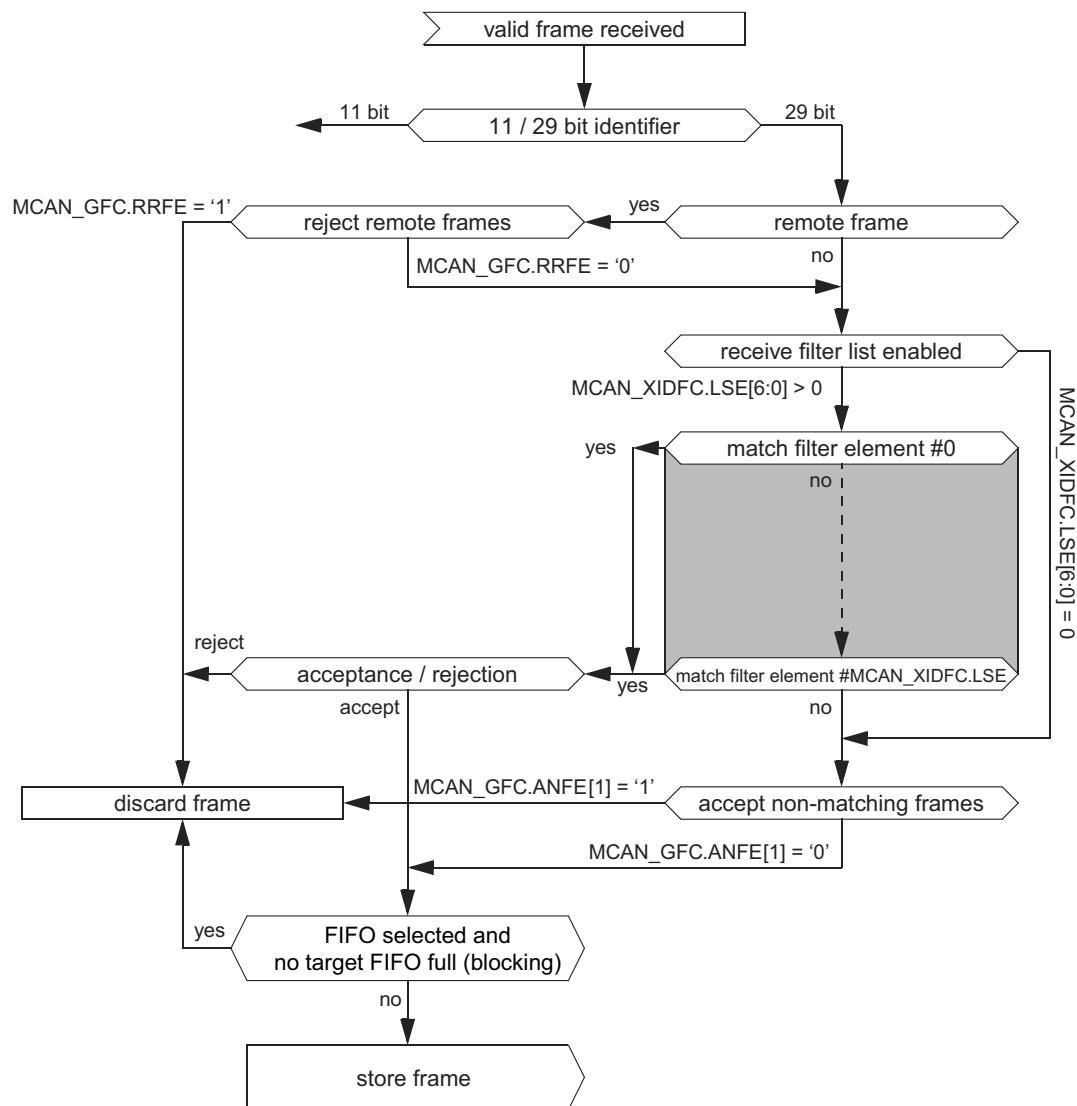 valid frame received
11 bit
11 / 29 bit identifier
29 bit
MCAN_GFC.RRFE = ‘1’
reject remote frames
yes
remote frame
MCAN_GFC.RRFE = ‘0’
no
receive filter list enabled
MCAN_XIDFC.LSE[6:0] > 0
MCAN_XIDFC.LSE[6:0] = 0
yes
match filter element #0
no
reject
acceptance / rejection
yes
match filter element #MCAN_XIDFC.LSE
accept
no
discard frame
MCAN_GFC.ANFE[1] = ‘1’
accept non-matching frames
MCAN_GFC.ANFE[1] = ‘0’
yes
FIFO selected and
no target FIFO full (blocking)
no
store frame